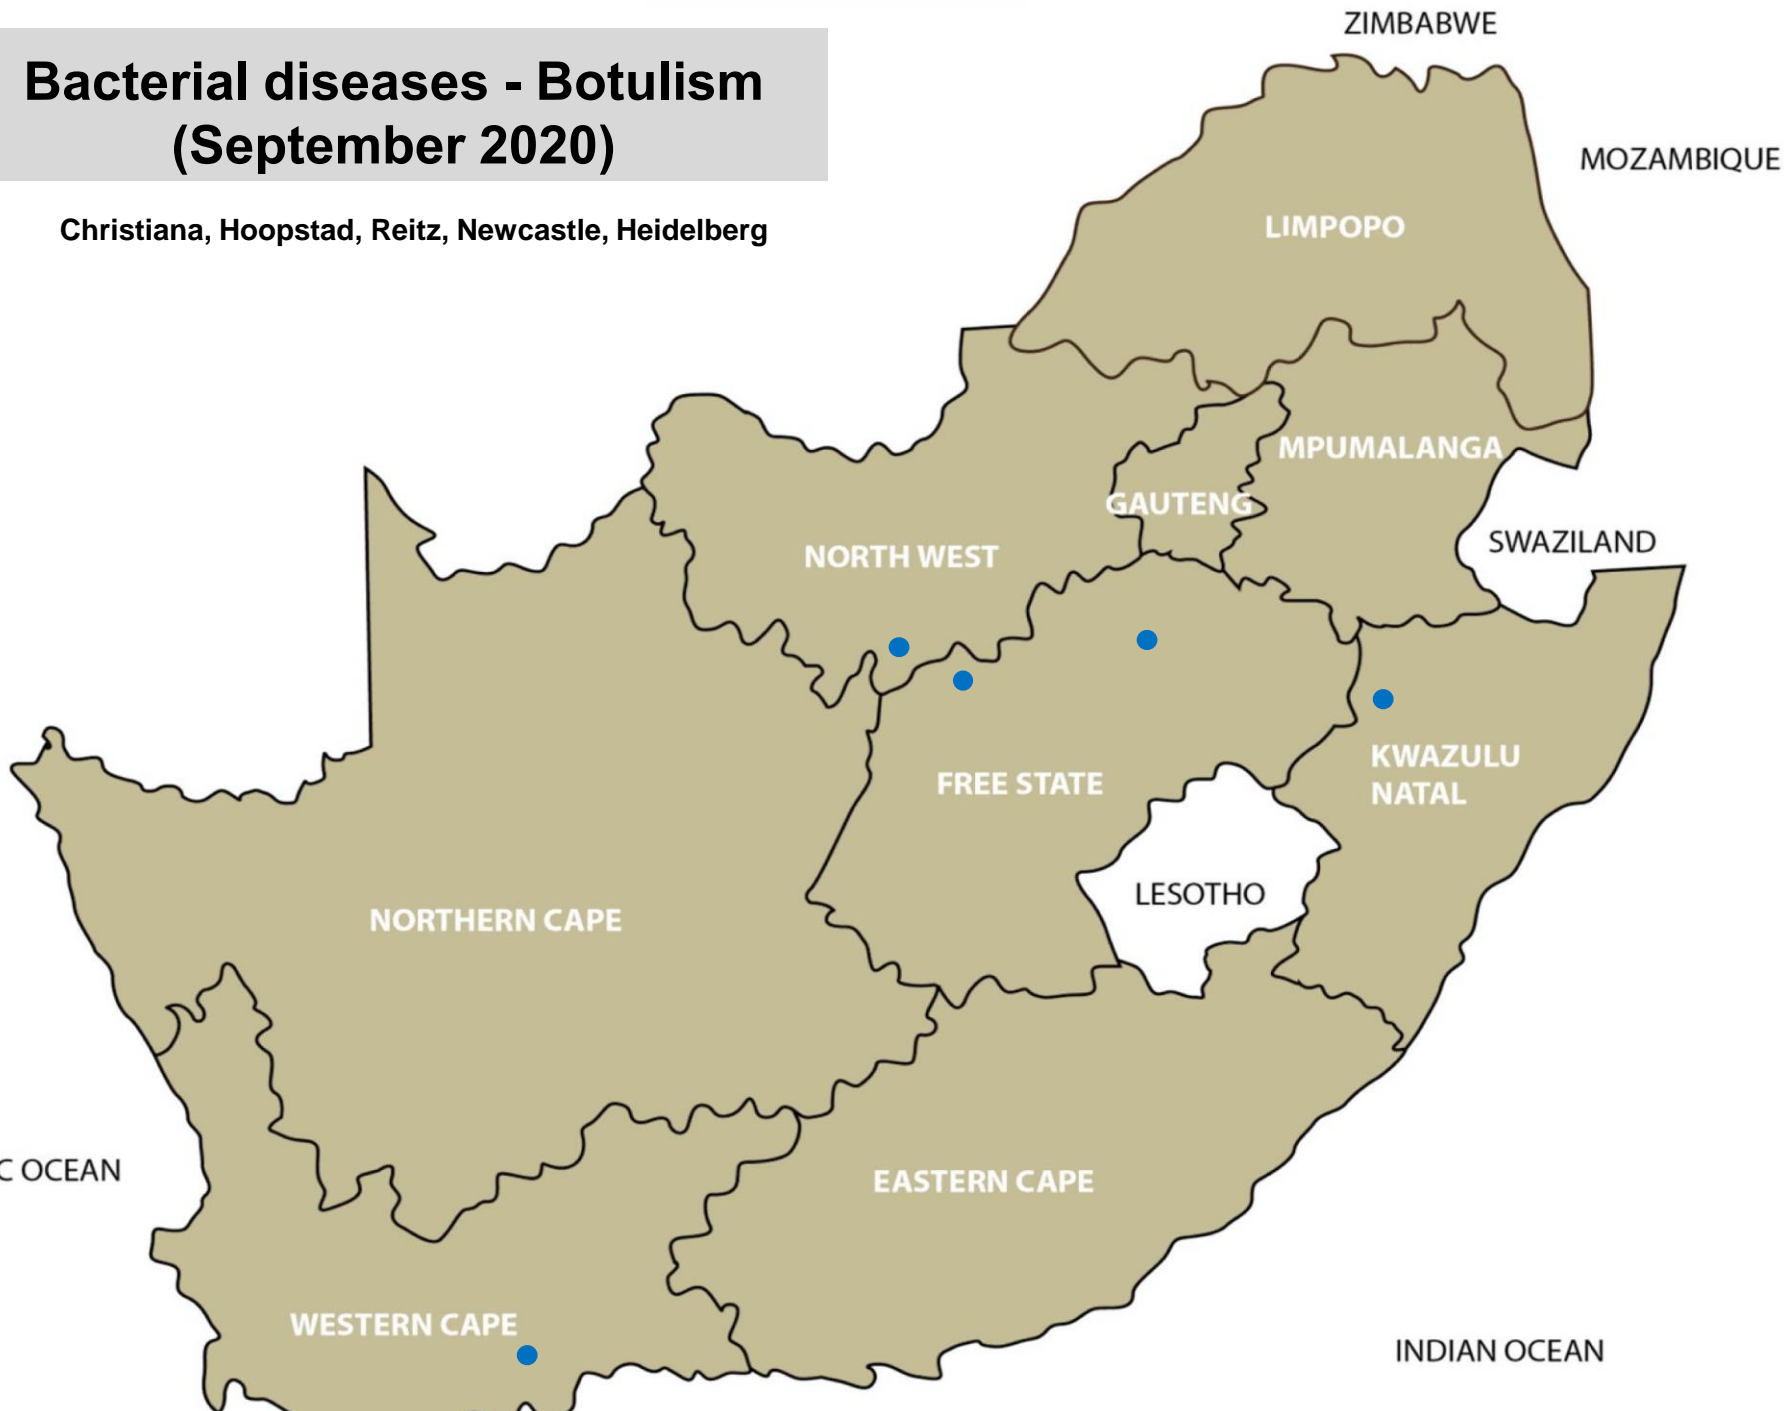 Bacterial diseases - Botulism
(September 2020)
Christiana, Hoopstad, Reitz, Newcastle, Heidelberg
ZIMBABWE
MOZAMBIQUE
LIMPOPO
MPUMALANGA
GAUTENG
SWAZILAND
NORTH WEST
KWAZULU
NATAL
FREE STATE
LESOTHO
NORTHERN CAPE
C OCEAN
EASTERN CAPE
WESTERN CAPE
INDIAN OCEAN